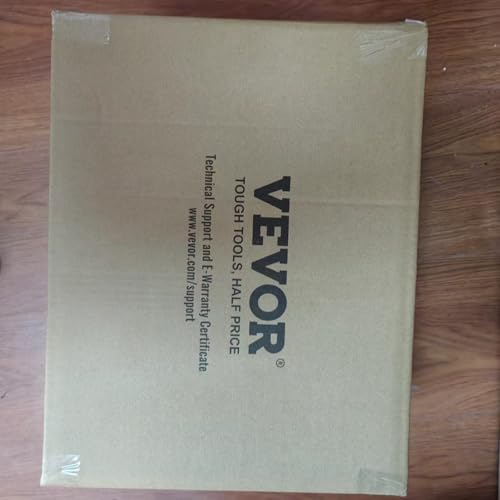 VEVOR®
TOUGH TOOLS, HALF PRICE
Technical Support and E-Warranty Certificate
www.vevor.com/support